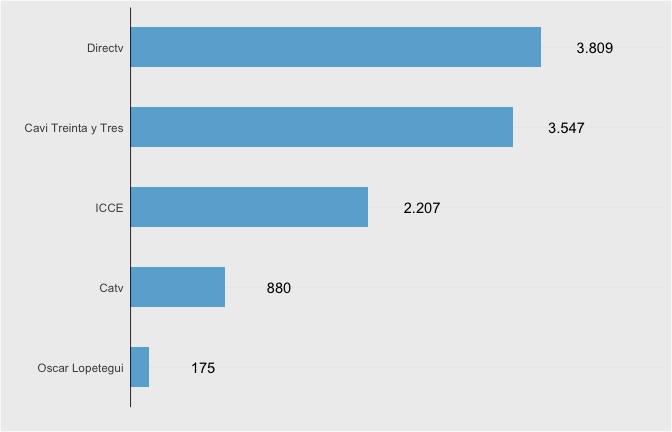 Directv 3.809
Cavi Treinta y Tres 3.547
ICCE 2.207
Catv 880
Oscar Lopetegui 175